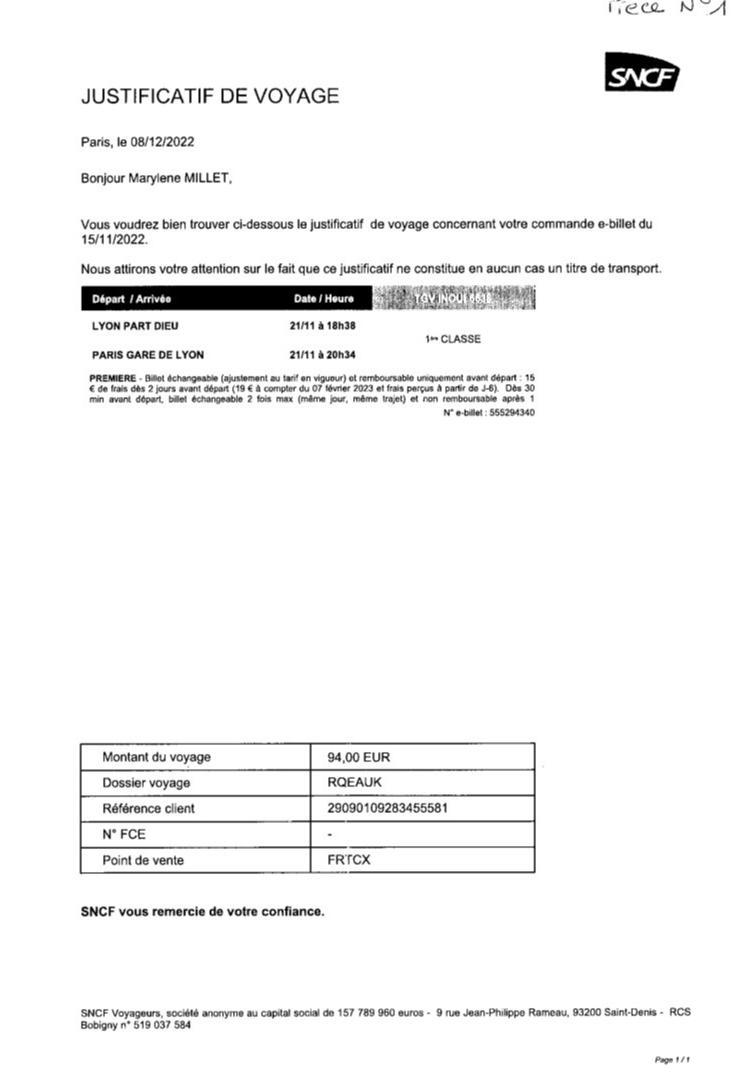 Pièce N° 1
SNCF
JUSTIFICATIF DE VOYAGE
Paris, le 08/12/2022
Bonjour Marylene MILLET,
Vous voudrez bien trouver ci-dessous le justificatif de voyage concernant votre commande e-billet du
15/11/2022.
Nous attirons votre attention sur le fait que ce justificatif ne constitue en aucun cas un titre de transport.
Départ / Arrivée Date / Heure TGV INOUI
LYON PART DIEU 21/11 à 18h38
1ère CLASSE
PARIS GARE DE LYON 21/11 à 20h34
PREMIERE - Billet échangeable (ajustement au tarif en vigueur) et remboursable uniquement avant départ : 15
€ de frais dès 2 jours avant départ (19 € à compter du 07 février 2023 et frais perçus à partir de J-6). Dès 30
min avant départ, billet échangeable 2 fois max (même jour, même trajet) et non remboursable après 1
N° e-billet : 555294340
Montant du voyage 94,00 EUR
Dossier voyage RQEAUK
Référence client 29090109283455581
N° FCE -
Point de vente FRTCX
SNCF vous remercie de votre confiance.
SNCF Voyageurs, société anonyme au capital social de 157 789 960 euros - 9 rue Jean-Philippe Rameau, 93200 Saint-Denis - RCS
Bobigny n° 519 037 584
Page 1 / 1